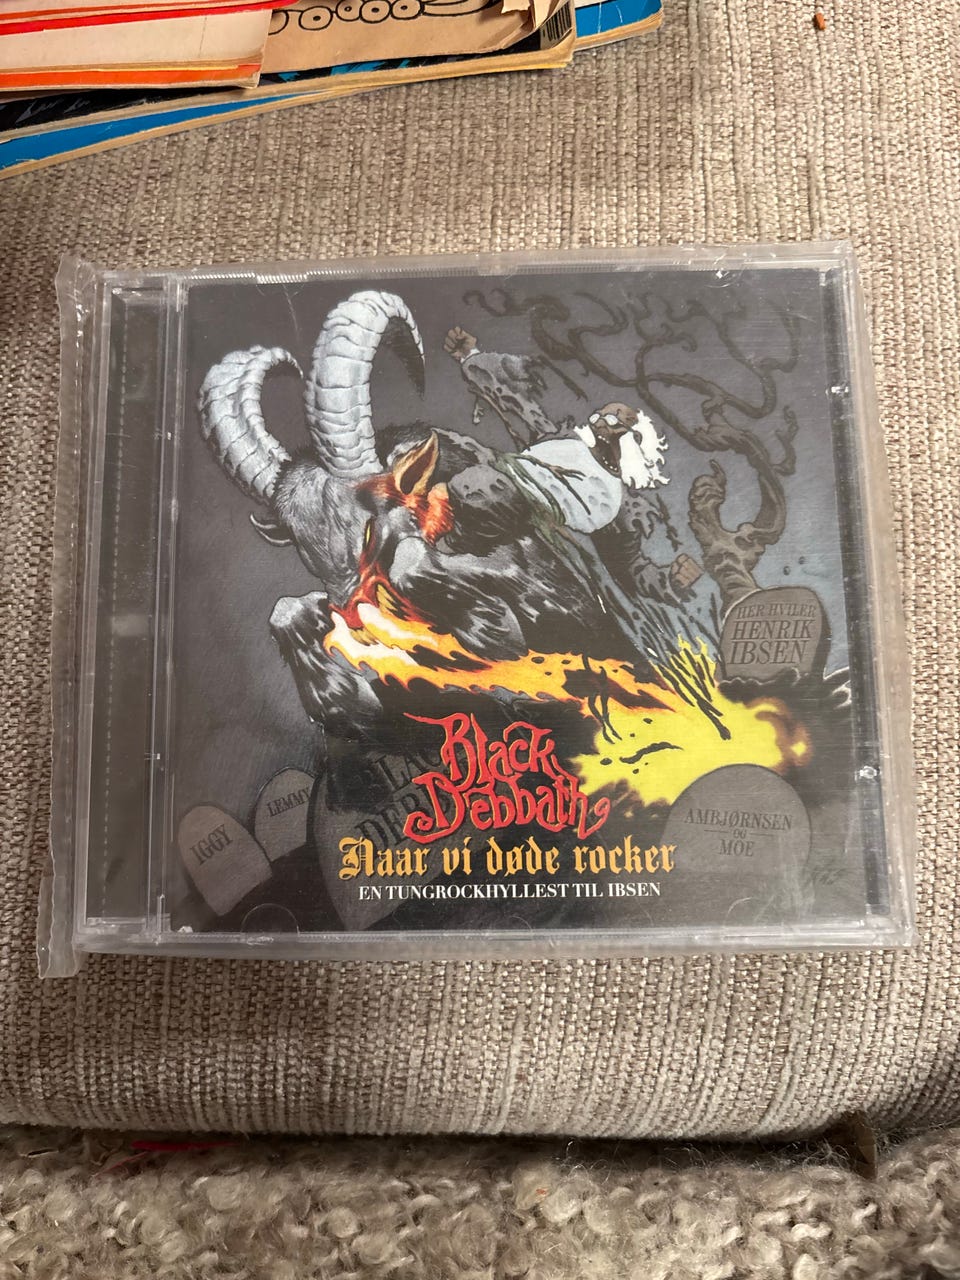 HER HVILER
HENRIK
IBSEN
Black
Debbath
LEMMY
IGGY
AMBJØRNSEN
OG
MOE
Naar vi døde rocker
EN TUNGROCKHYLLEST TIL IBSEN